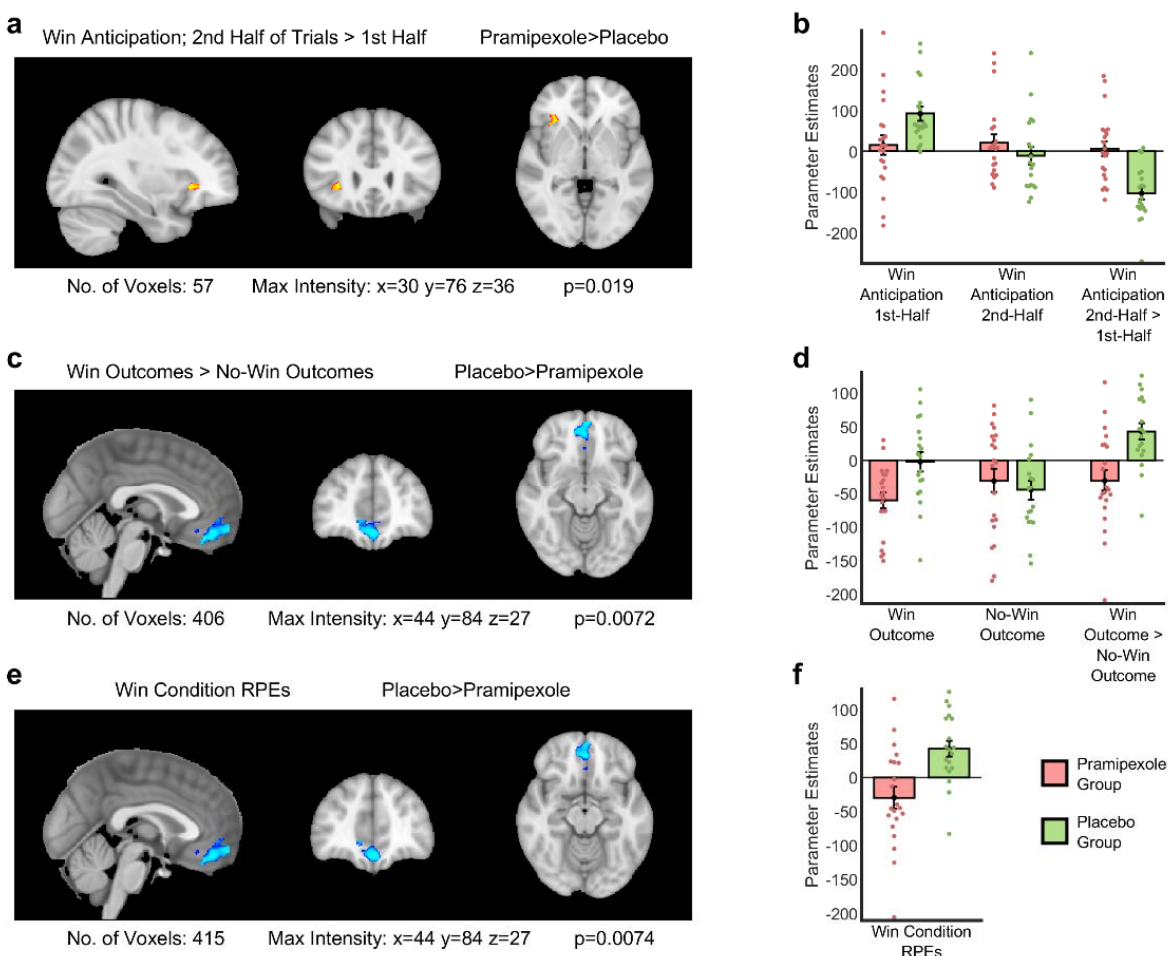 a
Win Anticipation; 2nd Half of Trials > 1st Half Pramipexole>Placebo
No. of Voxels: 57 Max Intensity: x=30 y=76 z=36 p=0.019
b
Parameter Estimates
200
100
0
-100
-200
Win Anticipation 1st-Half
Win Anticipation 2nd-Half
Win Anticipation 2nd-Half > 1st-Half
c
Win Outcomes > No-Win Outcomes Placebo>Pramipexole
No. of Voxels: 406 Max Intensity: x=44 y=84 z=27 p=0.0072
d
Parameter Estimates
100
50
0
-50
-100
-150
-200
Win Outcome
No-Win Outcome
Win Outcome > No-Win Outcome
e
Win Condition RPEs Placebo>Pramipexole
No. of Voxels: 415 Max Intensity: x=44 y=84 z=27 p=0.0074
f
Parameter Estimates
100
50
0
-50
-100
-150
-200
Win Condition
RPEs
Pramipexole
Group
Placebo
Group